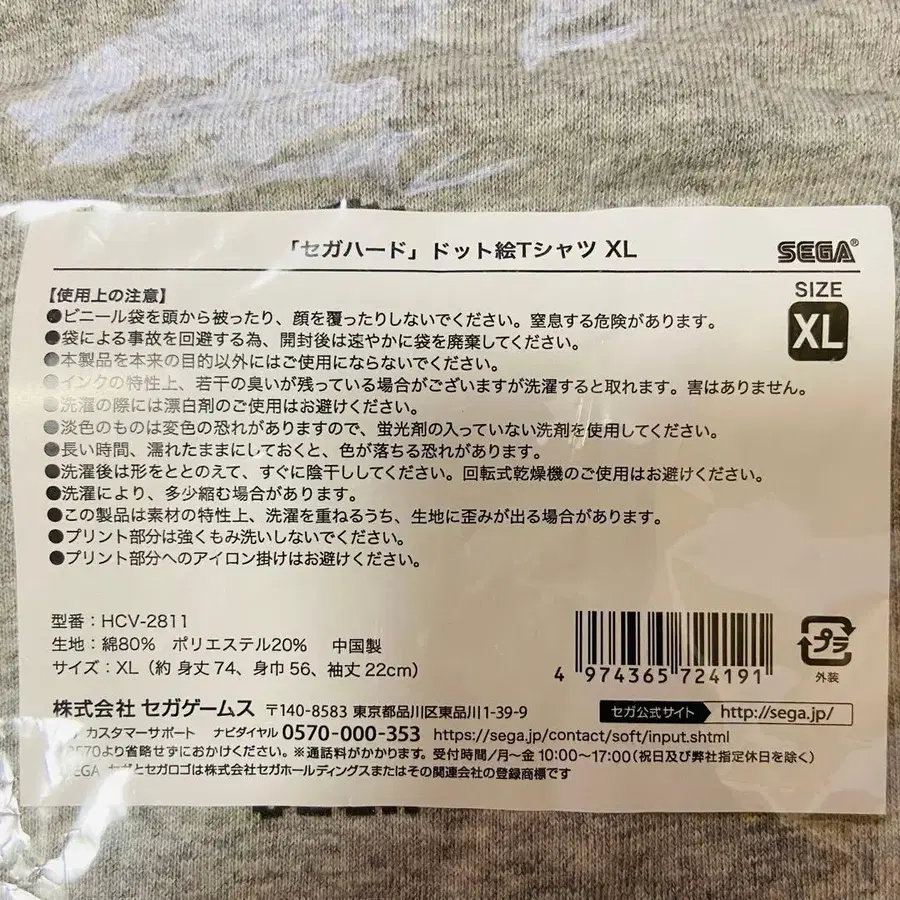 「セガハード」ドット絵Tシャツ XL
SEGA®
SIZE
XL
【使用上の注意】
●ビニール袋を頭から被ったり、顔を覆ったりしないでください。窒息する危険があります。
●袋による事故を回避する為、開封後は速やかに袋を廃棄してください。
●本製品を本来の目的以外にはご使用にならないでください。
●インクの特性上、若干の臭いが残っている場合がございますが洗濯すると取れます。害はありません。
●洗濯の際には漂白剤のご使用はお避けください。
●淡色のものは変色の恐れがありますので、蛍光剤の入っていない洗剤を使用してください。
●長い時間、濡れたままにしておくと、色が落ちる恐れがあります。
●洗濯後は形をととのえて、すぐに陰干ししてください。回転式乾燥機のご使用はお避けください。
●洗濯により、多少縮む場合があります。
●この製品は素材の特性上、洗濯を重ねるうち、生地に歪みが出る場合があります。
●プリント部分は強くもみ洗いしないでください。
●プリント部分へのアイロン掛けはお避けください。
型番：HCV-2811
生地：綿80%　ポリエステル20%　中国製
サイズ：XL（約 身丈 74、身巾 56、袖丈 22cm）
4 974365 724191
プラ
外装
株式会社 セガゲームス 〒140-8583 東京都品川区東品川1-39-9
セガ公式サイト http://sega.jp/
カスタマーサポート ナビダイヤル 0570-000-353 https://sega.jp/contact/soft/input.shtml
0570より省略せずにおかけください。※通話料がかかります。受付時間／月〜金 10:00〜17:00（祝日及び弊社指定休日を除く）
SEGA セガとセガロゴは株式会社セガホールディングスまたはその関連会社の登録商標です